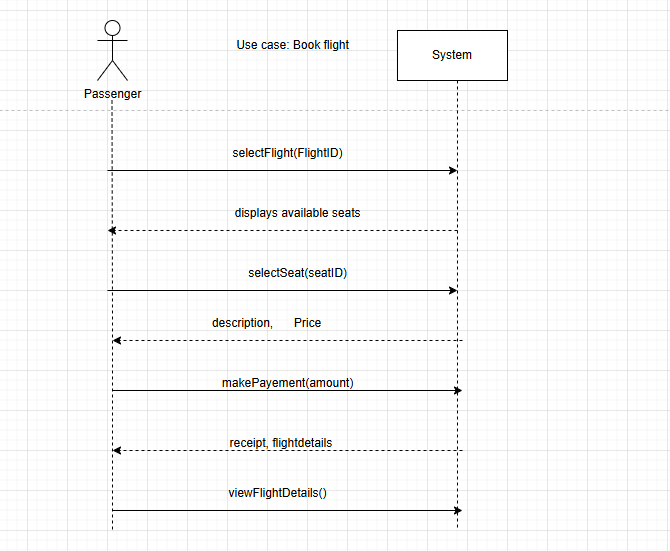 Use case: Book flight
System
Passenger
selectFlight(FlightID)
displays available seats
selectSeat(seatID)
description, Price
makePayement(amount)
receipt, flightdetails
viewFlightDetails()